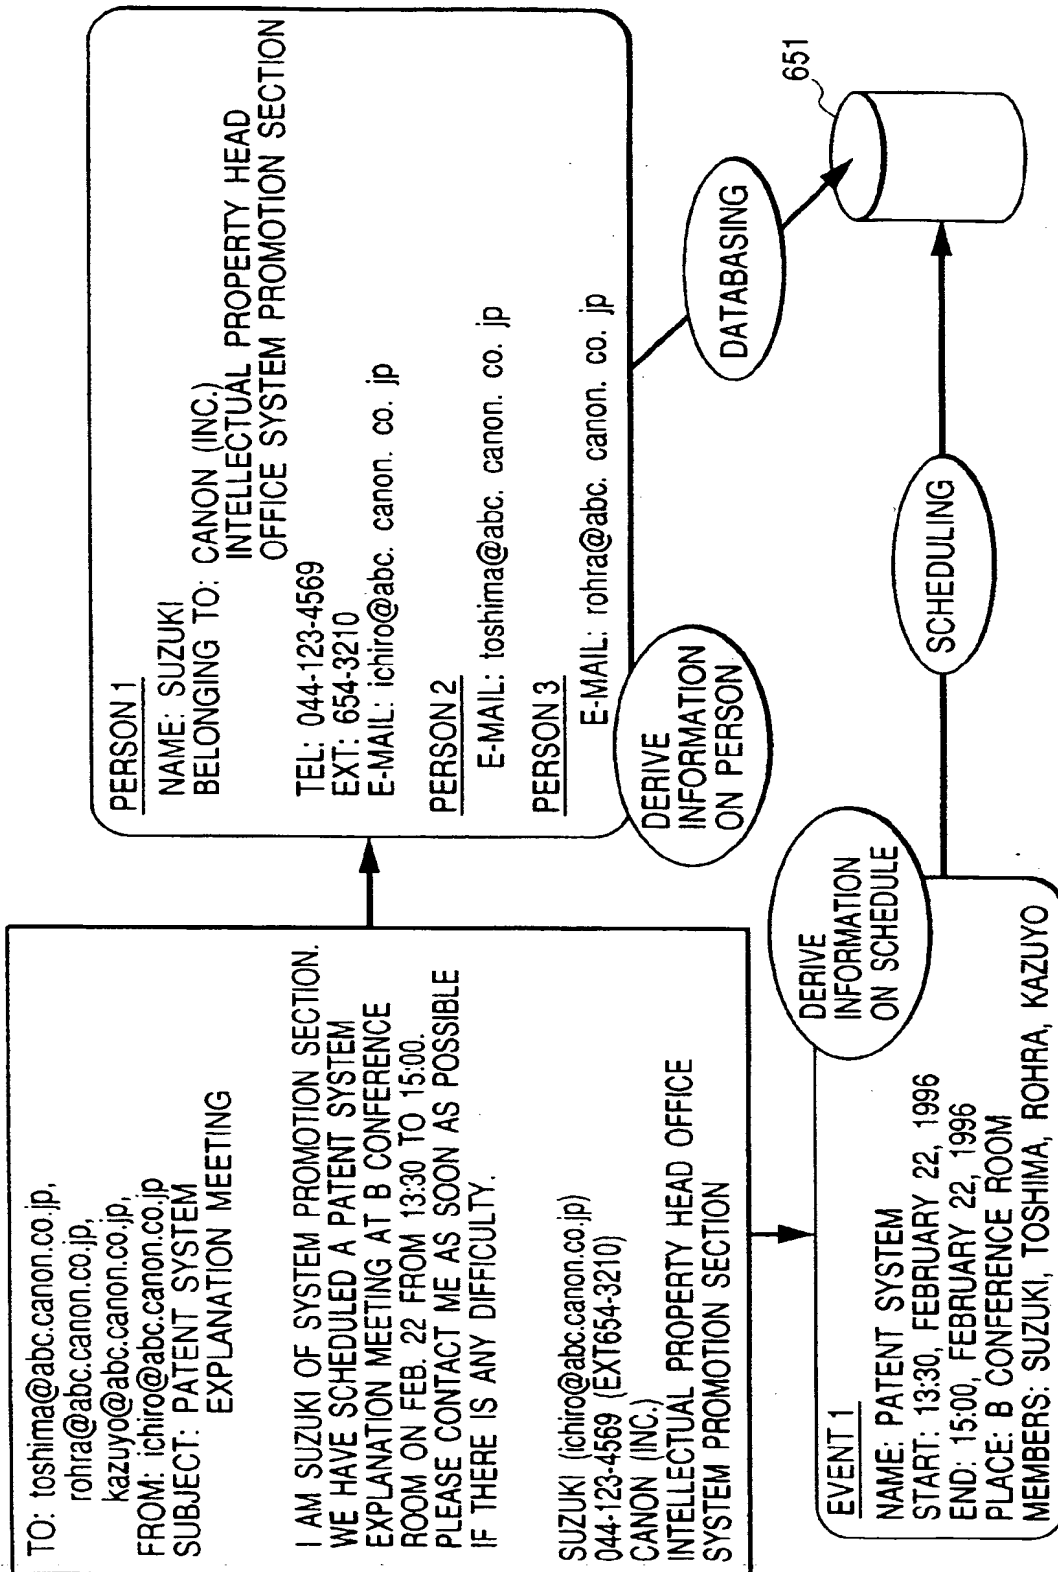 TO: toshima@abc.canon.co.jp,
rohra@abc.canon.co.jp,
kazuyo@abc.canon.co.jp,
FROM: ichiro@abc.canon.co.jp
SUBJECT: PATENT SYSTEM
EXPLANATION MEETING
I AM SUZUKI OF SYSTEM PROMOTION SECTION.
WE HAVE SCHEDULED A PATENT SYSTEM
EXPLANATION MEETING AT B CONFERENCE
ROOM ON FEB. 22 FROM 13:30 TO 15:00.
PLEASE CONTACT ME AS SOON AS POSSIBLE
IF THERE IS ANY DIFFICULTY.
SUZUKI (ichiro@abc.canon.co.jp)
044-123-4569 (EXT654-3210)
CANON (INC.)
INTELLECTUAL PROPERTY HEAD OFFICE
SYSTEM PROMOTION SECTION
PERSON 1
NAME: SUZUKI
BELONGING TO: CANON (INC.)
INTELLECTUAL PROPERTY HEAD
OFFICE SYSTEM PROMOTION SECTION
TEL: 044-123-4569
EXT: 654-3210
E-MAIL: ichiro@abc. canon. co. jp
PERSON 2
E-MAIL: toshima@abc. canon. co. jp
PERSON 3
E-MAIL: rohra@abc. canon. co. jp
DERIVE
INFORMATION
ON PERSON
DATABASING
651
EVENT 1
NAME: PATENT SYSTEM
START: 13:30, FEBRUARY 22, 1996
END: 15:00, FEBRUARY 22, 1996
PLACE: B CONFERENCE ROOM
MEMBERS: SUZUKI, TOSHIMA, ROHRA, KAZUYO
DERIVE
INFORMATION
ON SCHEDULE
SCHEDULING